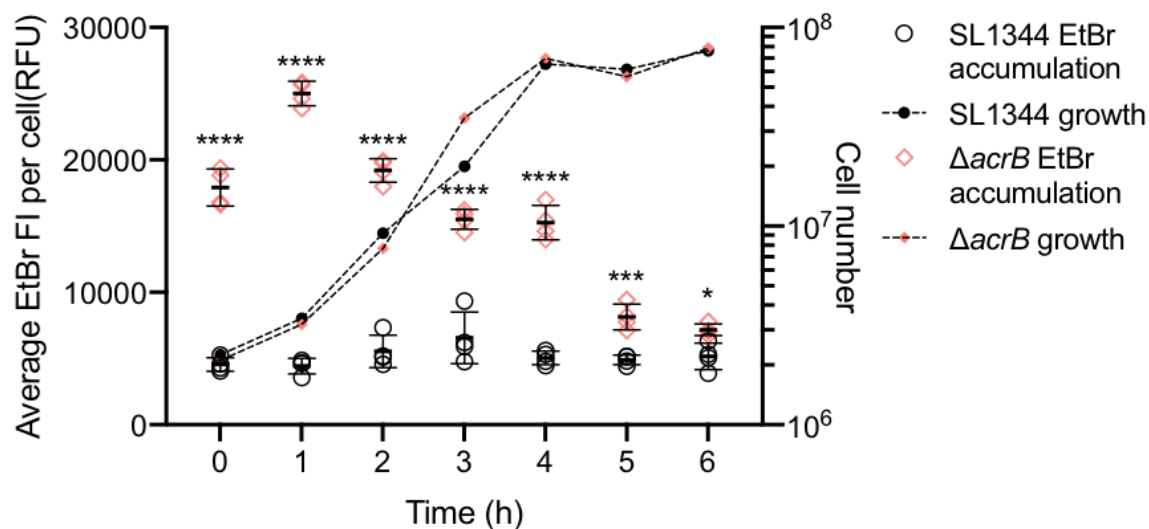 Average EtBr FI per cell(RFU)
30000
20000
10000
0
****
****
****
****
****
***
*
0 1 2 3 4 5 6
Time (h)
10⁸
10⁷
10⁶
Cell number
SL1344 EtBr
accumulation
SL1344 growth
ΔacrB EtBr
accumulation
ΔacrB growth